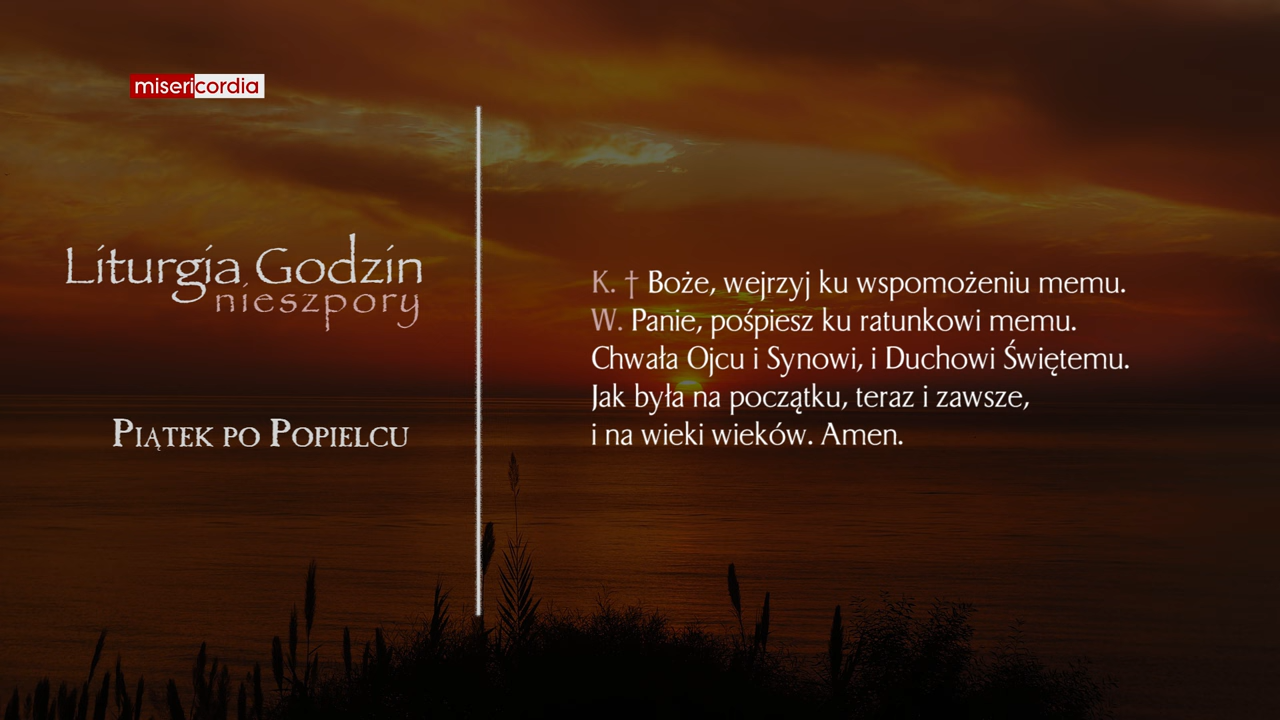 misericordia
Liturgia Godzin
nieszpory
Piątek po Popielcu
K. † Boże, wejrzyj ku wspomożeniu memu.
W. Panie, pośpiesz ku ratunkowi memu.
Chwała Ojcu i Synowi, i Duchowi Świętemu.
Jak była na początku, teraz i zawsze,
i na wieki wieków. Amen.